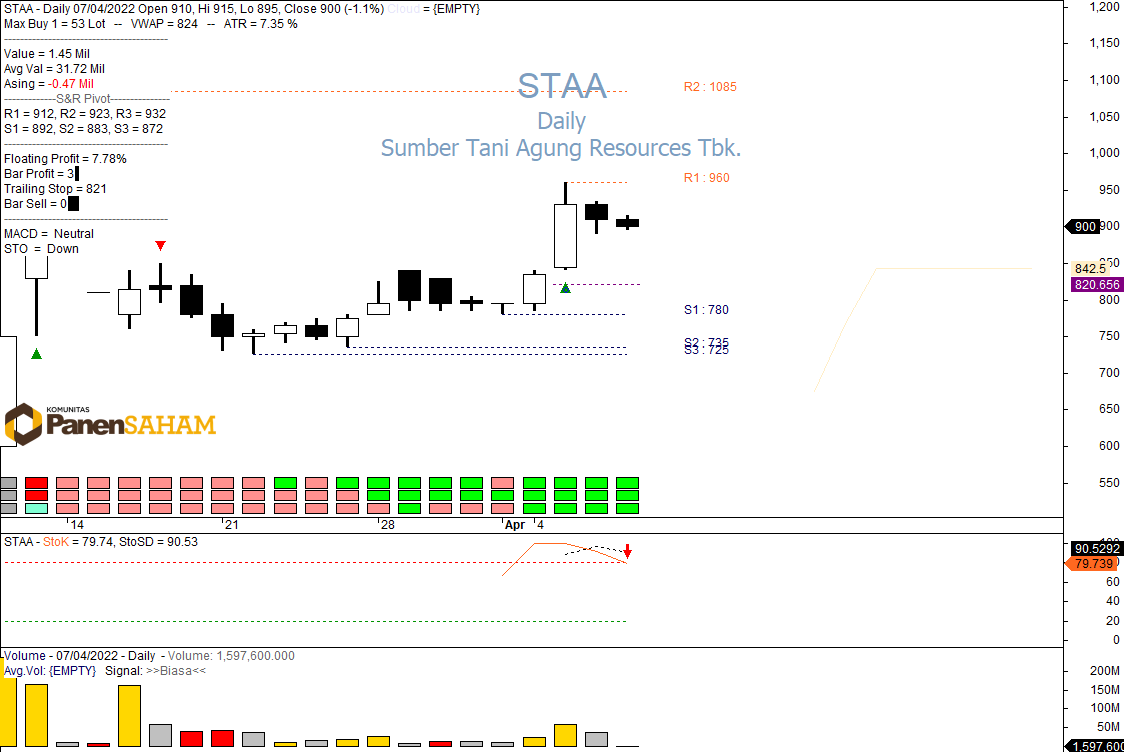 STAA - Daily 07/04/2022 Open 910, Hi 915, Lo 895, Close 900 (-1.1%) Cloud = {EMPTY}
Max Buy 1 = 53 Lot -- VWAP = 824 -- ATR = 7.35 %
Value = 1.45 Mil
Avg Val = 31.72 Mil
Asing = -0.47 Mil
-------------S&R Pivot---------------
R1 = 912, R2 = 923, R3 = 932
S1 = 892, S2 = 883, S3 = 872
Floating Profit = 7.78%
Bar Profit = 3
Trailing Stop = 821
Bar Sell = 0
MACD = Neutral
STO = Down
STAA
Daily
Sumber Tani Agung Resources Tbk.
R2 : 1085
R1 : 960
S1 : 780
S2 : 735
S3 : 725
1,200
1,150
1,100
1,050
1,000
950
900
900
842.5
820.656
800
750
700
650
600
550
KOMUNITAS
PanenSAHAM
14
21
28
Apr
4
STAA - StoK = 79.74, StoSD = 90.53
90.5292
79.739
60
40
20
0
Volume - 07/04/2022 - Daily - Volume: 1,597,600.000
Avg.Vol: {EMPTY} Signal: >>Biasa<<
200M
150M
100M
50M
1,597,600